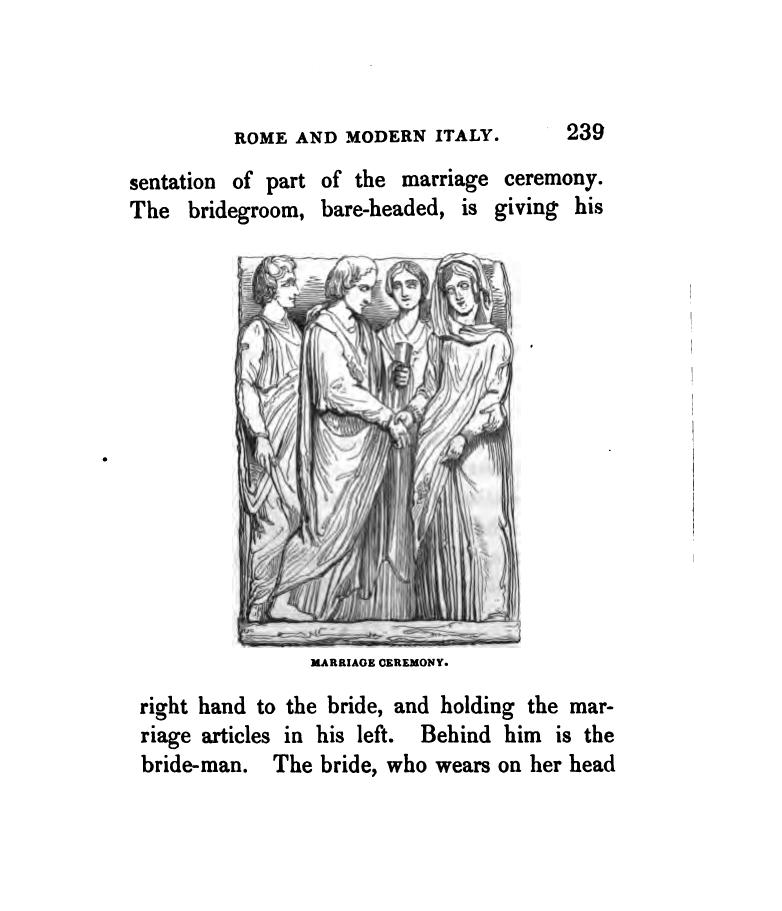 ROME AND MODERN ITALY. 239
sentation of part of the marriage ceremony.
The bridegroom, bare-headed, is giving his
MARRIAGE CEREMONY.
right hand to the bride, and holding the mar-
riage articles in his left. Behind him is the
bride-man. The bride, who wears on her head